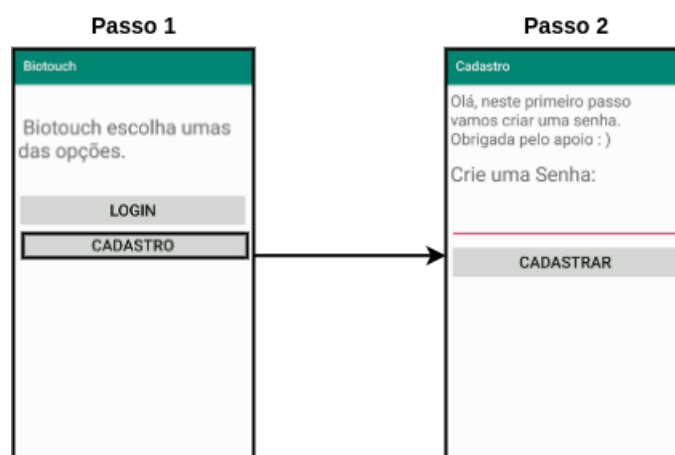 Passo 1
Biotouch
Biotouch escolha umas
das opções.
LOGIN
CADASTRO
Passo 2
Cadastro
Olá, neste primeiro passo
vamos criar uma senha.
Obrigada pelo apoio : )
Crie uma Senha:
CADASTRAR